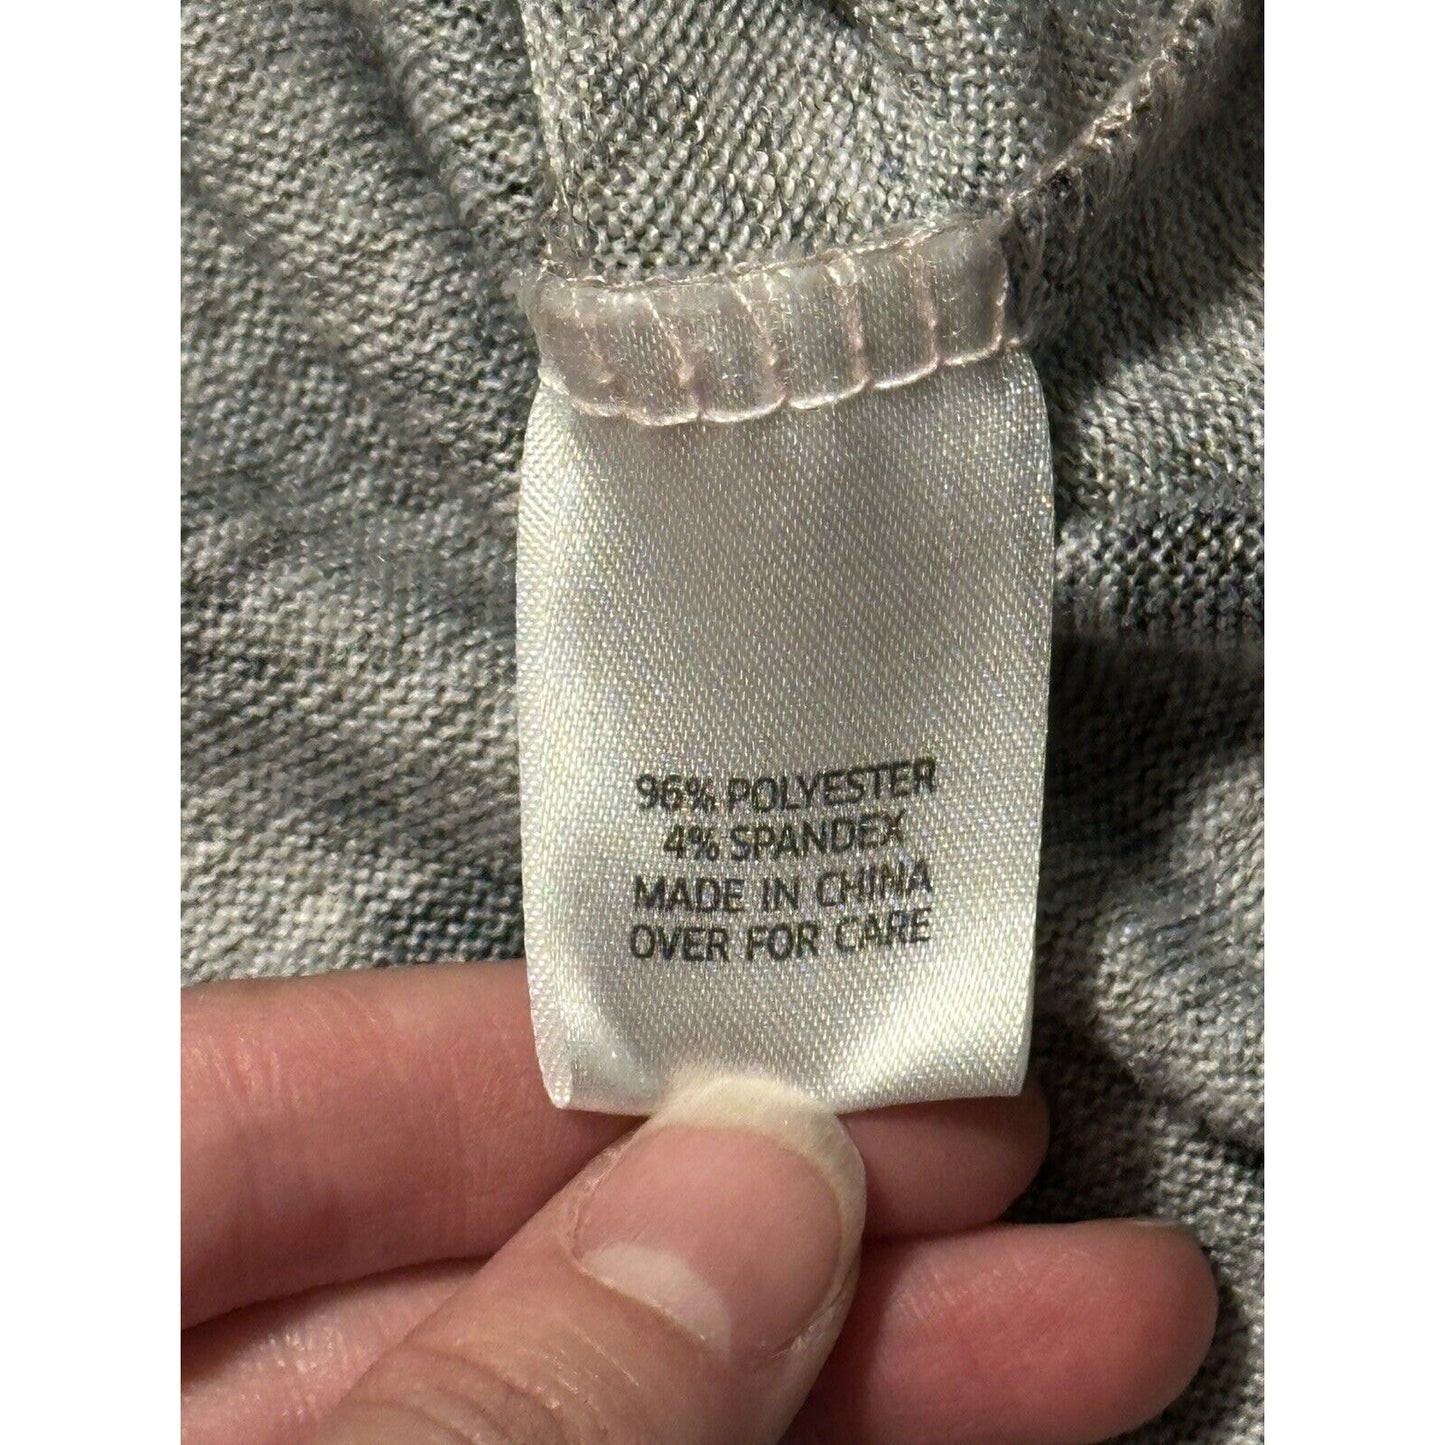 96% POLYESTER
4% SPANDEX
MADE IN CHINA
OVER FOR CARE